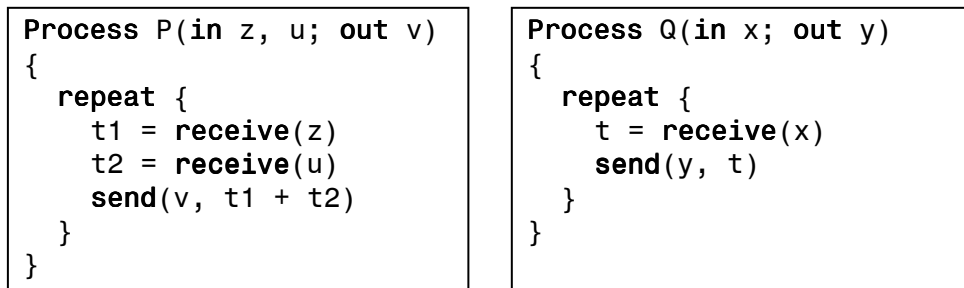 Process P(in z, u; out v)
{
  repeat {
    t1 = receive(z)
    t2 = receive(u)
    send(v, t1 + t2)
  }
}
Process Q(in x; out y)
{
  repeat {
    t = receive(x)
    send(y, t)
  }
}